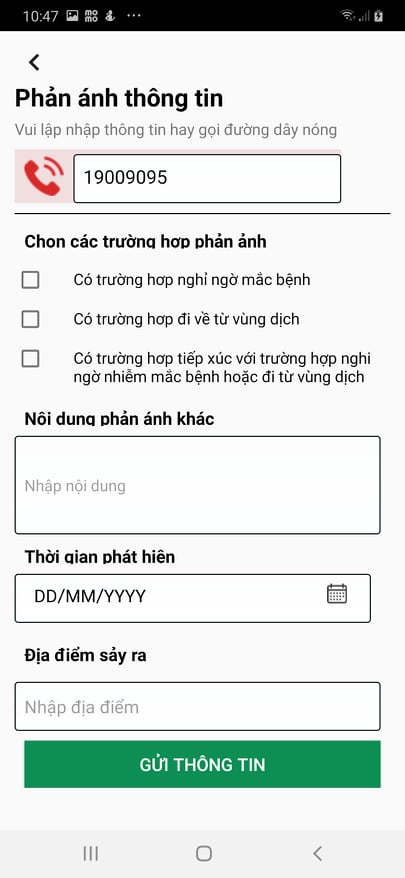 10:47
Phản ánh thông tin
Vui lập nhập thông tin hay gọi đường dây nóng
19009095
Chọn các trường hợp phản ảnh
Có trường hơp nghỉ ngờ mắc bệnh
Có trường hơp đi về từ vùng dịch
Có trường hơp tiếp xúc với trường hợp nghi
ngờ nhiễm mắc bệnh hoặc đi từ vùng dịch
Nội dung phản ánh khác
Nhập nội dung
Thời gian phát hiên
DD/MM/YYYY
Địa điểm sảy ra
Nhập địa điểm
GỬI THÔNG TIN